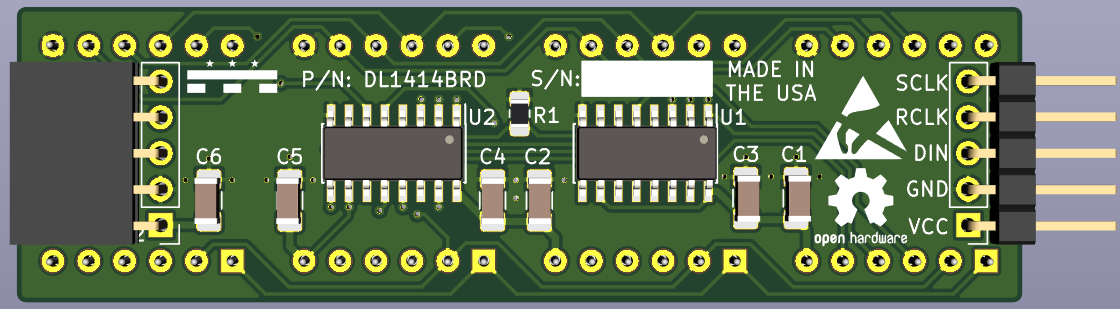 P/N: DL1414BRD
S/N:
MADE IN
THE USA
SCLK
RCLK
DIN
GND
VCC
U2
R1
U1
C6
C5
C4
C2
C3
C1
open hardware